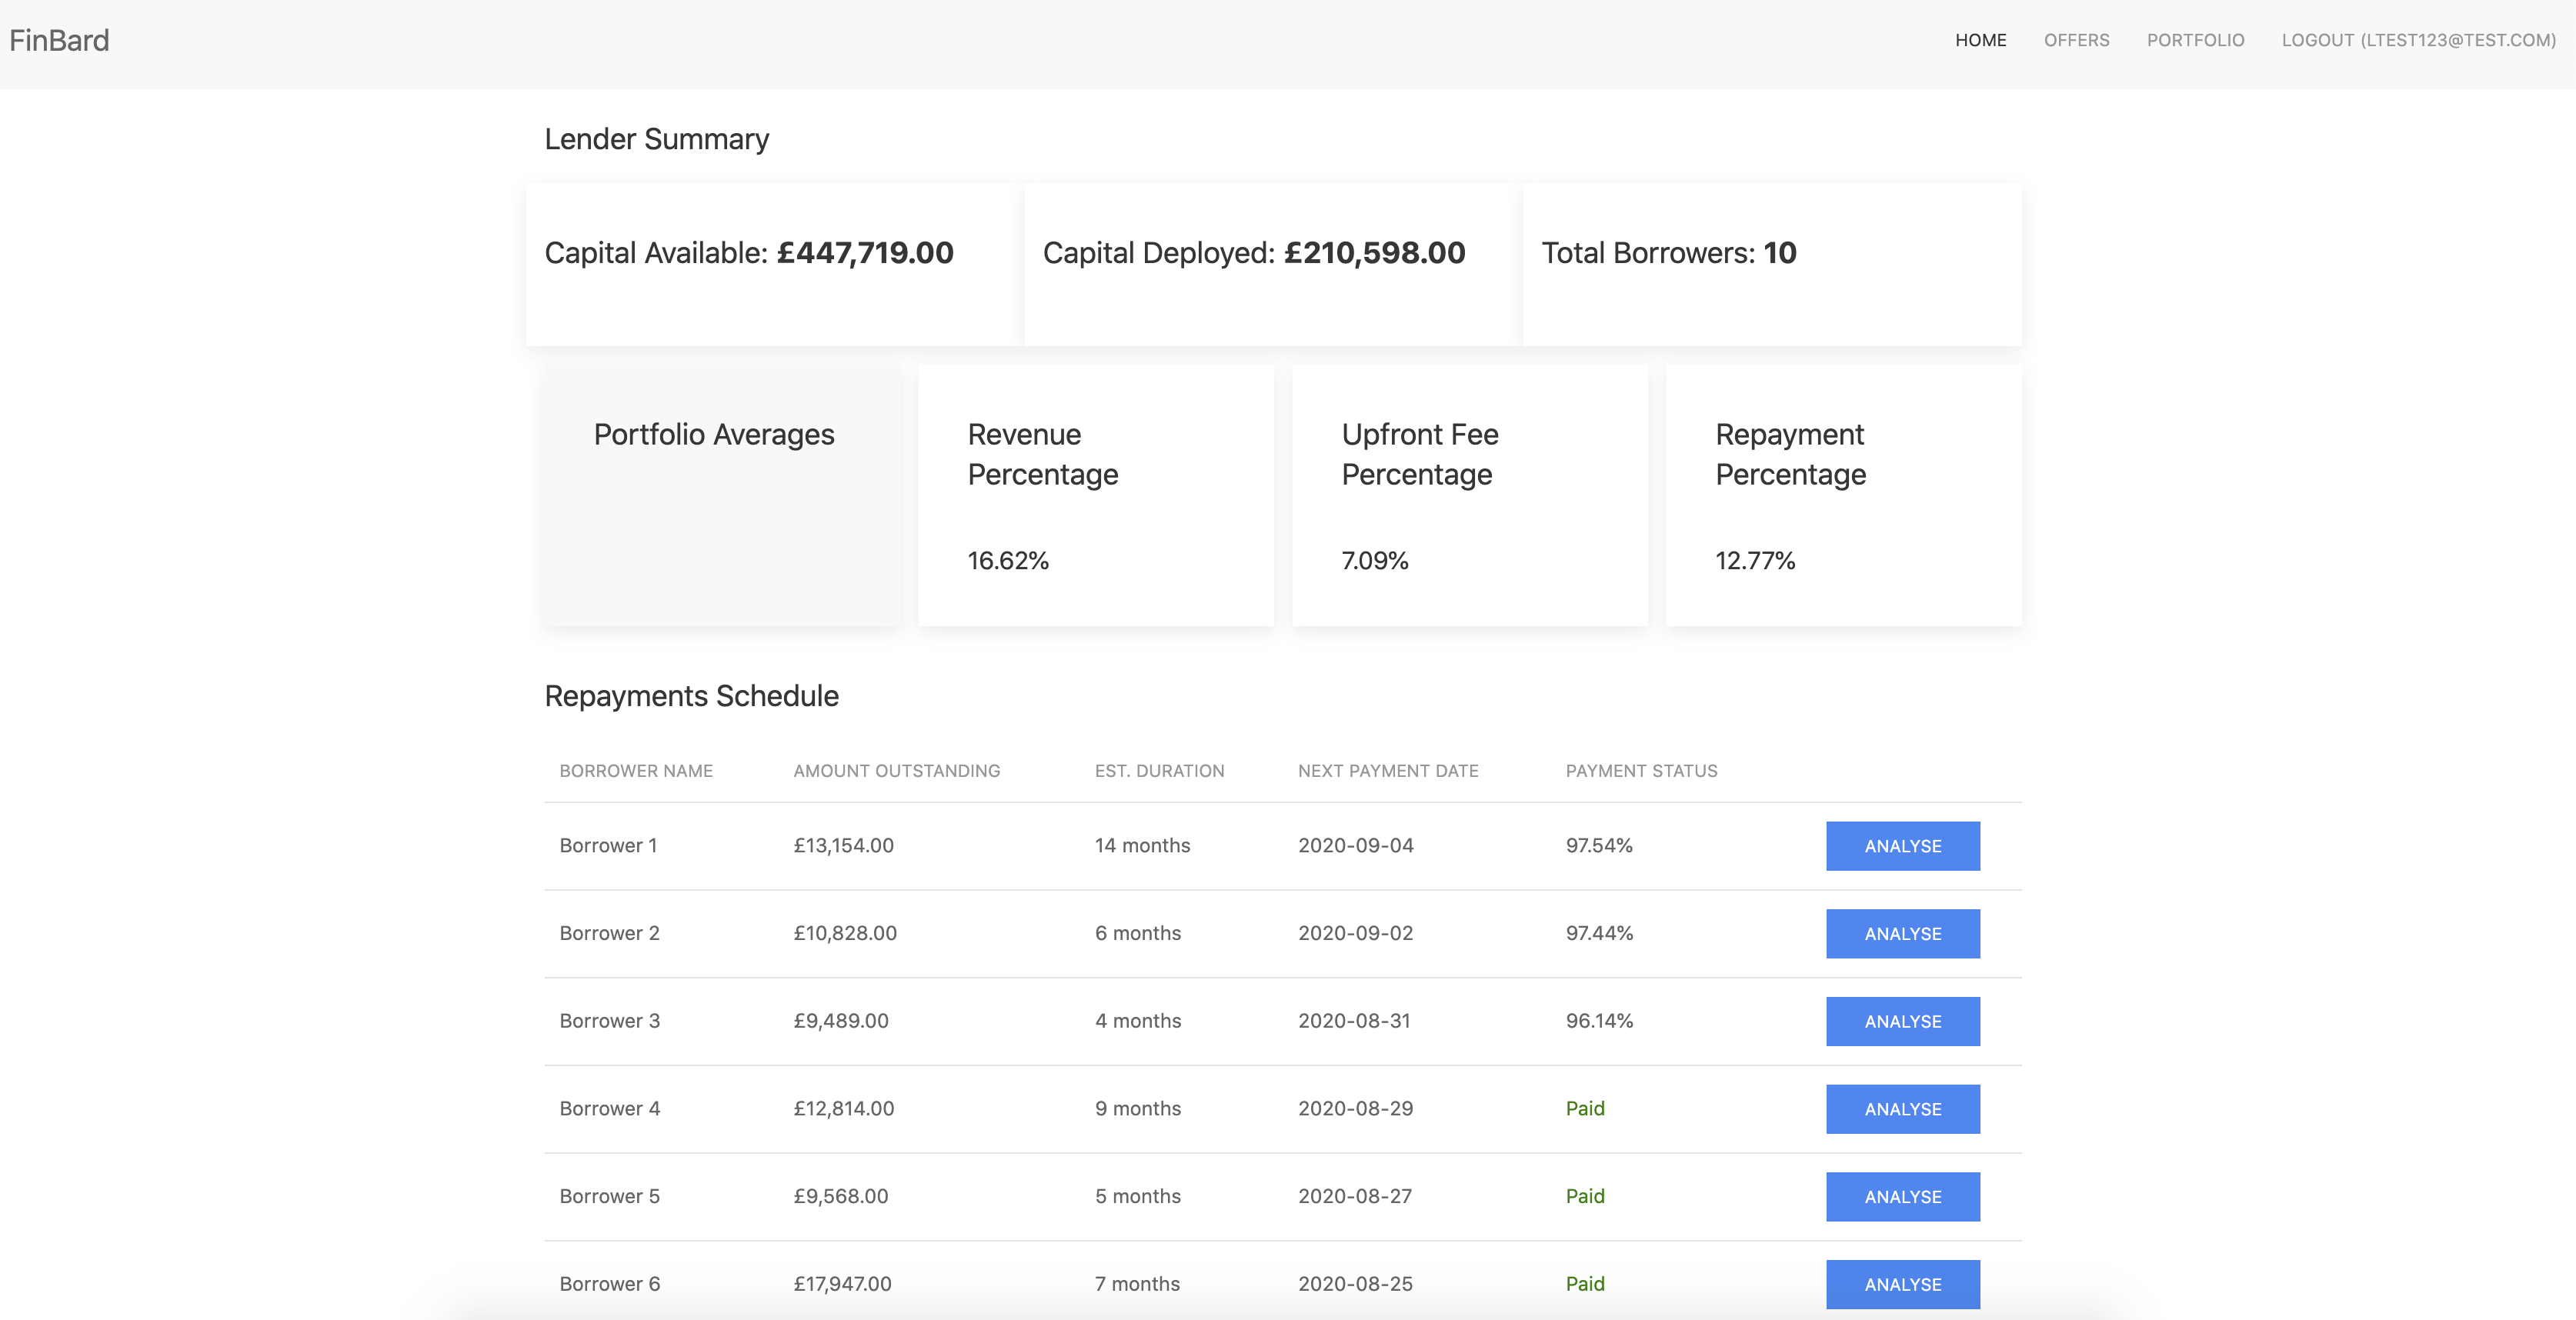 FinBard
HOME OFFERS PORTFOLIO LOGOUT (LTEST123@TEST.COM)
Lender Summary
Capital Available: £447,719.00 Capital Deployed: £210,598.00 Total Borrowers: 10
Portfolio Averages
Revenue
Percentage
16.62%
Upfront Fee
Percentage
7.09%
Repayment
Percentage
12.77%
Repayments Schedule
BORROWER NAME AMOUNT OUTSTANDING EST. DURATION NEXT PAYMENT DATE PAYMENT STATUS
Borrower 1 £13,154.00 14 months 2020-09-04 97.54% ANALYSE
Borrower 2 £10,828.00 6 months 2020-09-02 97.44% ANALYSE
Borrower 3 £9,489.00 4 months 2020-08-31 96.14% ANALYSE
Borrower 4 £12,814.00 9 months 2020-08-29 Paid ANALYSE
Borrower 5 £9,568.00 5 months 2020-08-27 Paid ANALYSE
Borrower 6 £17,947.00 7 months 2020-08-25 Paid ANALYSE